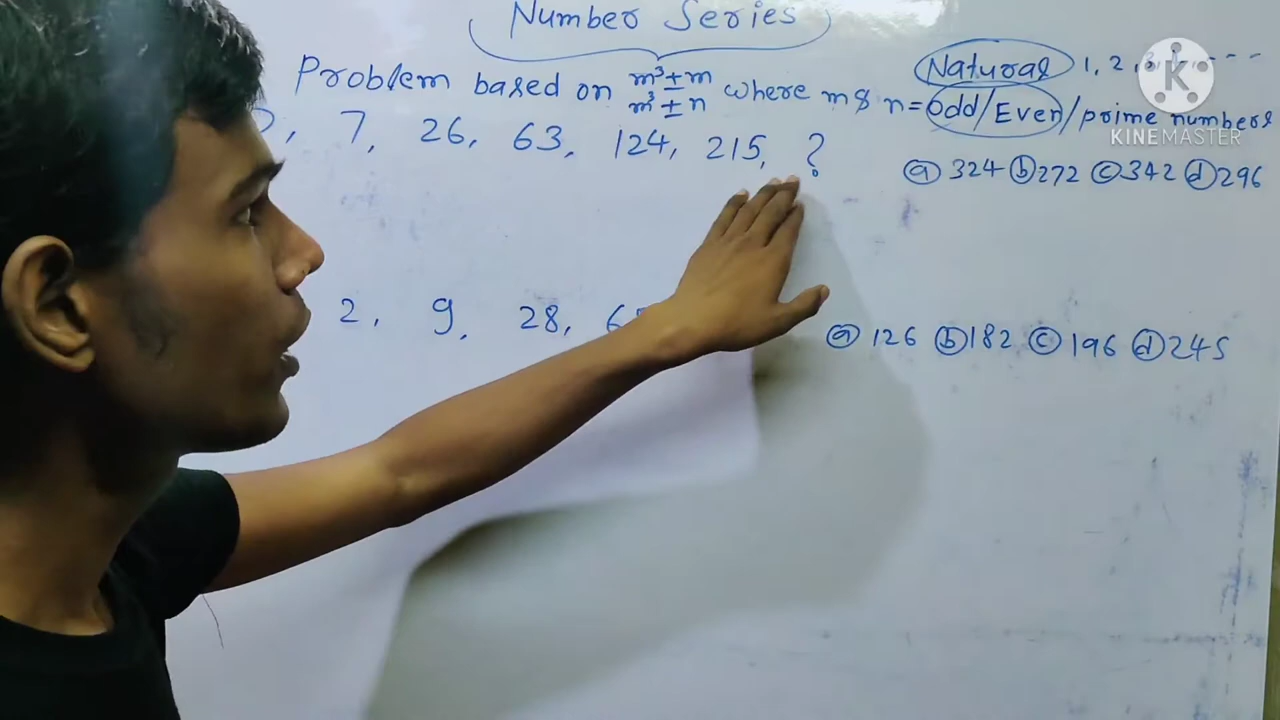 Number Series
Problem based on m³±m where m & n = Odd/Even/prime numbers
m³±n
Natural 1, 2,
7, 26, 63, 124, 215, ?
ⓐ 324 ⓑ 272 ⓒ 342 ⓓ 296
2, 9, 28,
ⓐ 126 ⓑ 182 ⓒ 196 ⓓ 245
KINEMASTER